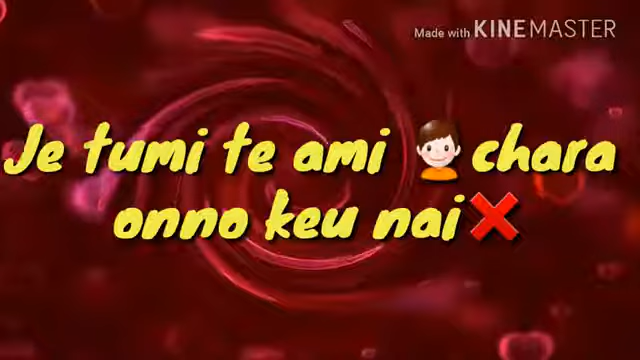 Made with KINEMASTER
Je tumi te ami 👦 chara
onno keu nai❌